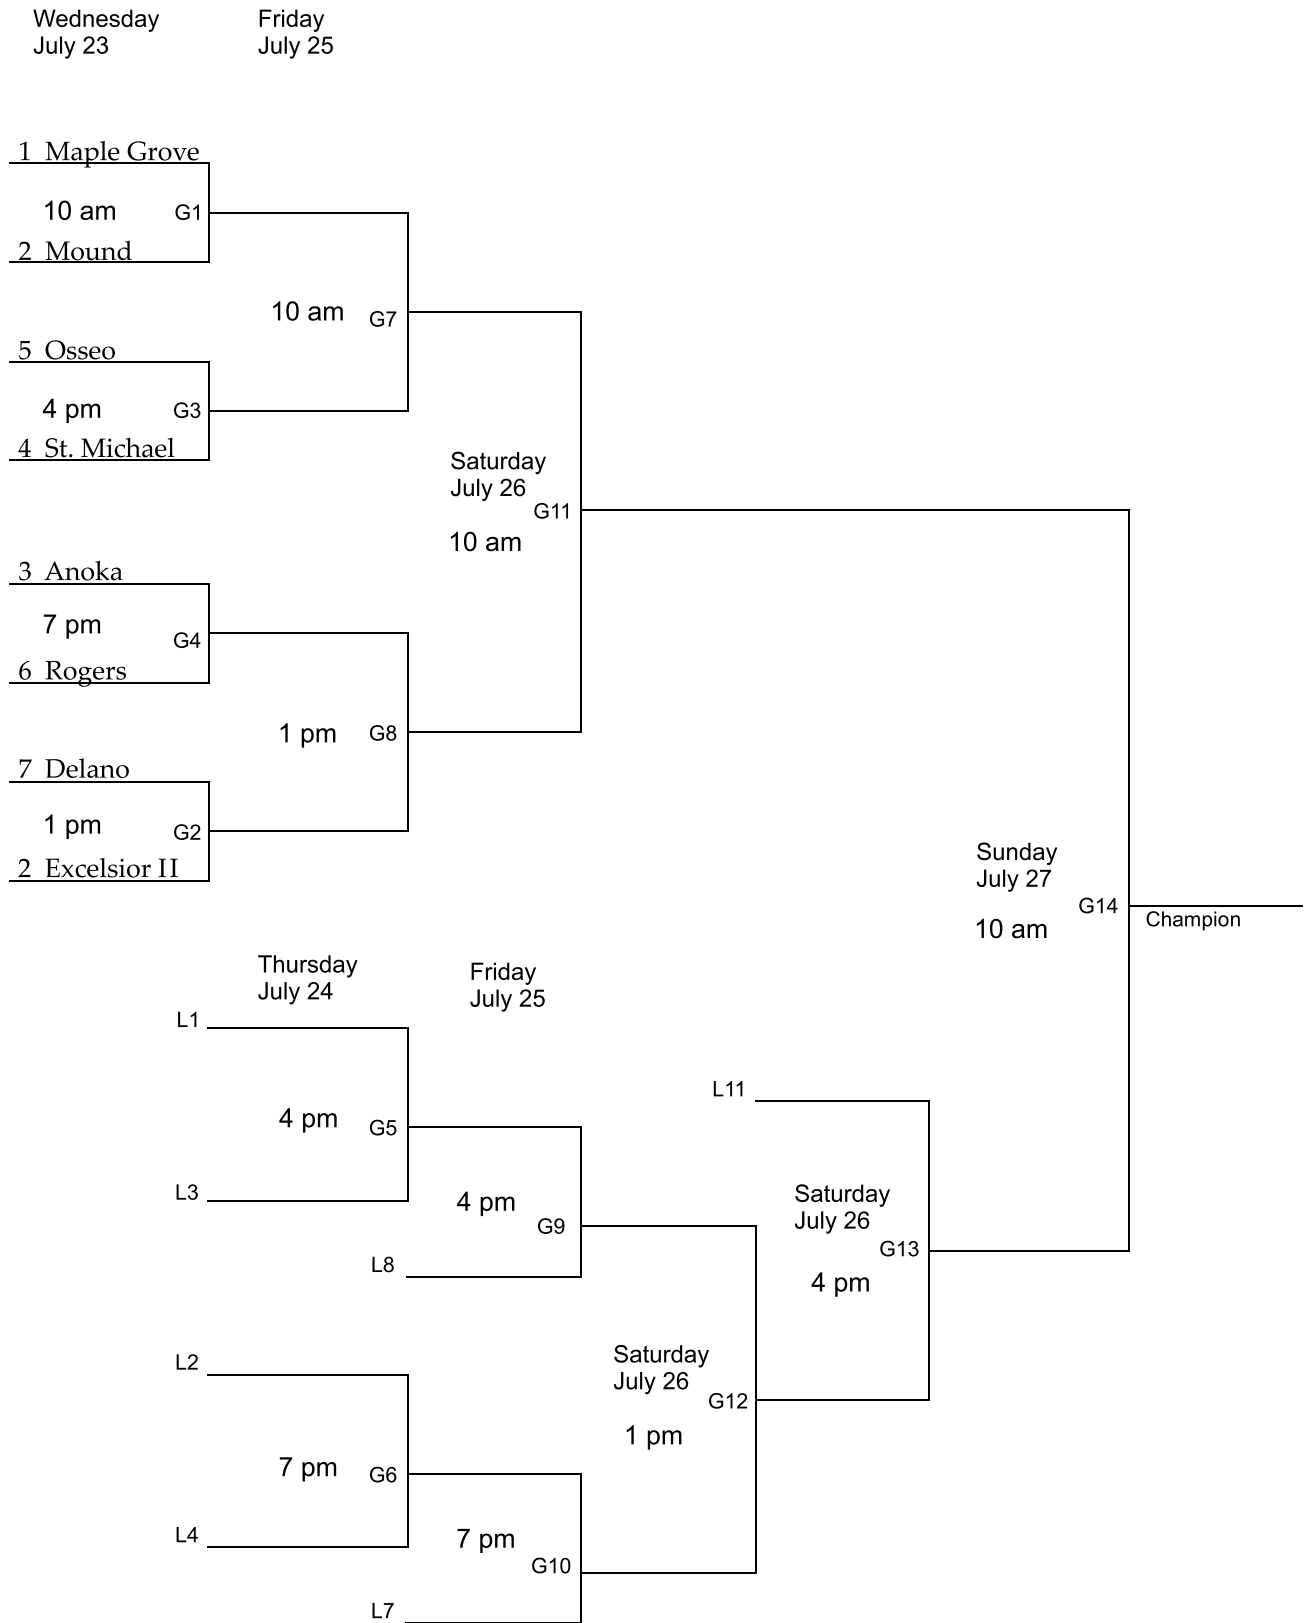 Wednesday
July 23
Friday
July 25
1 Maple Grove
10 am
G1
2 Mound
10 am
G7
5 Osseo
4 pm
G3
4 St. Michael
Saturday
July 26
G11
10 am
3 Anoka
7 pm
G4
6 Rogers
1 pm
G8
7 Delano
1 pm
G2
2 Excelsior II
Sunday
July 27
G14
10 am
Champion
Thursday
July 24
Friday
July 25
L1
4 pm
G5
L3
4 pm
G9
L8
L11
Saturday
July 26
G13
4 pm
L2
Saturday
July 26
G12
1 pm
7 pm
G6
L4
7 pm
G10
L7